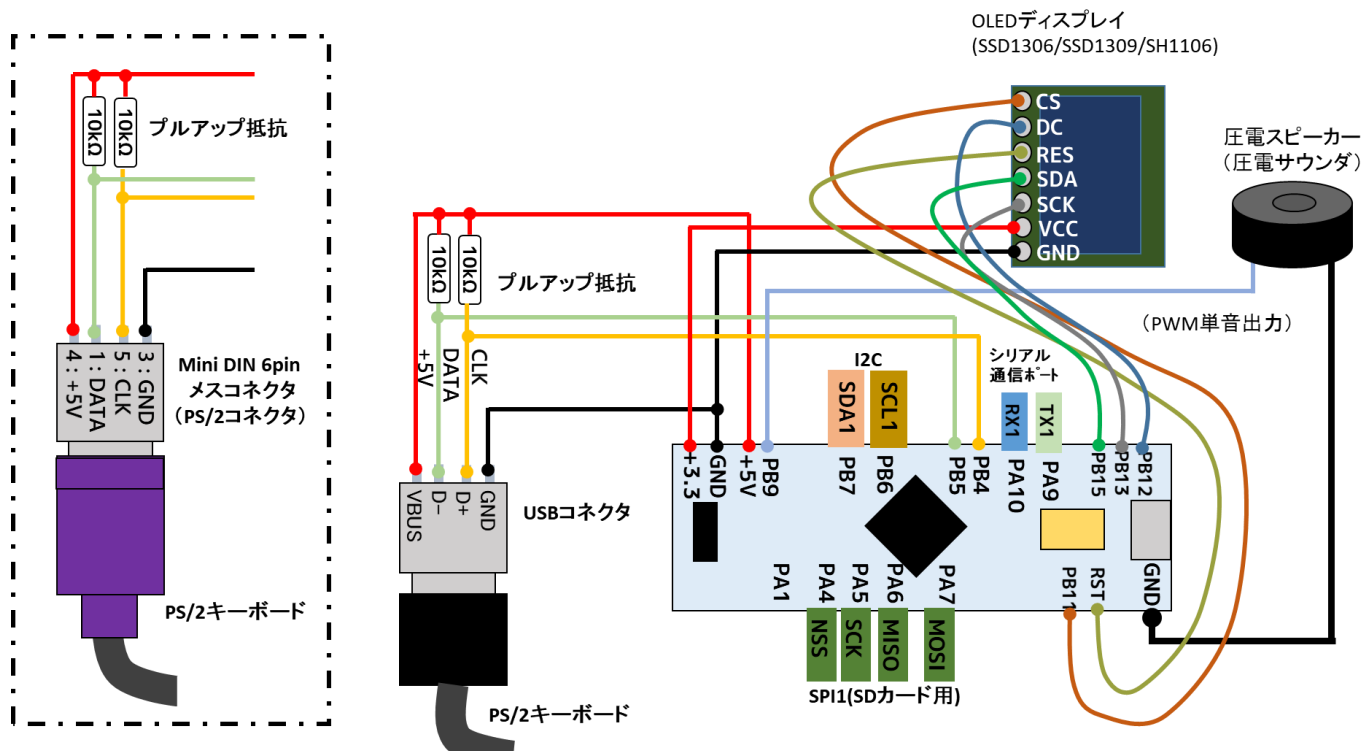 10kΩ
10kΩ
プルアップ抵抗
4:+5V
1:DATA
5:CLK
3:GND
Mini DIN 6pin
メスコネクタ
(PS/2コネクタ)
PS/2キーボード
10kΩ
10kΩ
プルアップ抵抗
+5V
DATA
CLK
VBUS
D−
D+
GND
USBコネクタ
PS/2キーボード
OLEDディスプレイ
(SSD1306/SSD1309/SH1106)
CS
DC
RES
SDA
SCK
VCC
GND
圧電スピーカー
(圧電サウンダ)
(PWM単音出力)
I2C
SDA1
SCL1
シリアル
通信ポート
RX1
TX1
+3.3
GND
+5V
PB9
PB7
PB6
PB5
PB4
PA10
PA9
PB15
PB13
PB12
PA1
PA4
PA5
PA6
PA7
PB11
RST
GND
NSS
SCK
MISO
MOSI
SPI1(SDカード用)